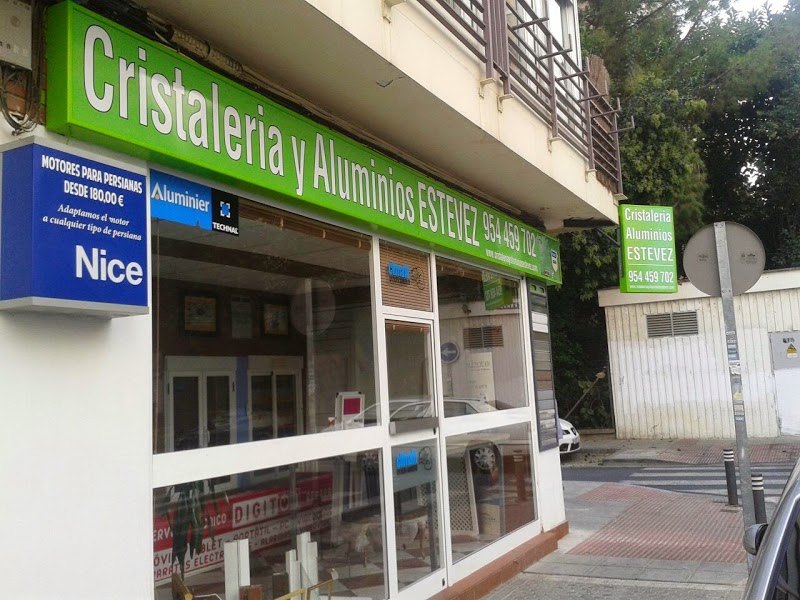 Cristaleria y Aluminios ESTEVEZ 954 459 702
MOTORES PARA PERSIANAS
DESDE 180,00 €
Adaptamos el motor
a cualquier tipo de persiana
Nice
Aluminier
TECHNAL
Cristaleria
Aluminios
ESTEVEZ
954 459 702
DIGIT